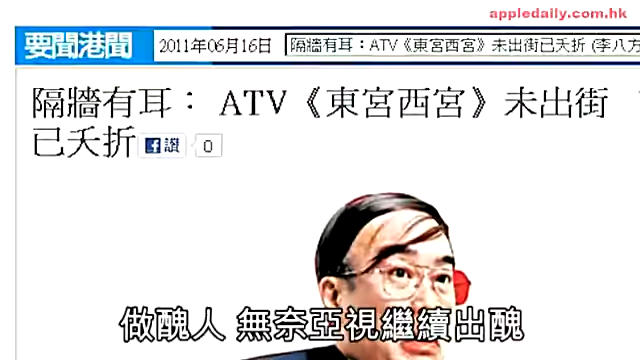 appledaily.com.hk
要聞港聞 2011年06月16日 隔牆有耳：ATV《東宮西宮》未出街已夭折 (李八方
隔牆有耳： ATV《東宮西宮》未出街
已夭折 讚 0
做醜人 無奈亞視繼續出醜